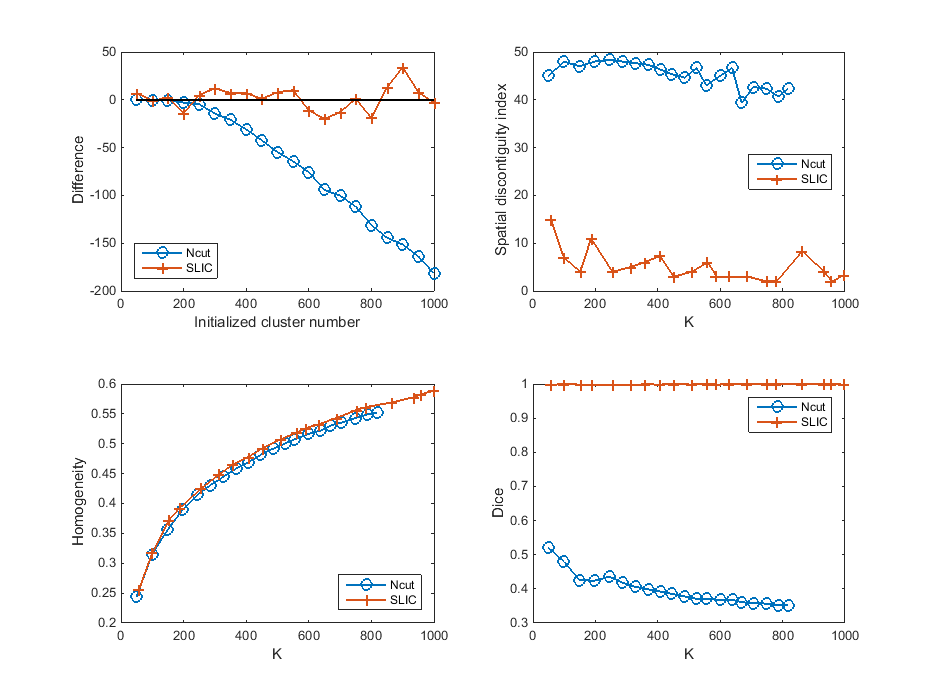 50
0
-50
-100
-150
-200
0 200 400 600 800 1000
Difference
Initialized cluster number
Ncut
SLIC
50
40
30
20
10
0
0 200 400 600 800 1000
Spatial discontiguity index
K
Ncut
SLIC
0.6
0.55
0.5
0.45
0.4
0.35
0.3
0.25
0.2
0 200 400 600 800 1000
Homogeneity
K
Ncut
SLIC
1
0.9
0.8
0.7
0.6
0.5
0.4
0.3
0 200 400 600 800 1000
Dice
K
Ncut
SLIC